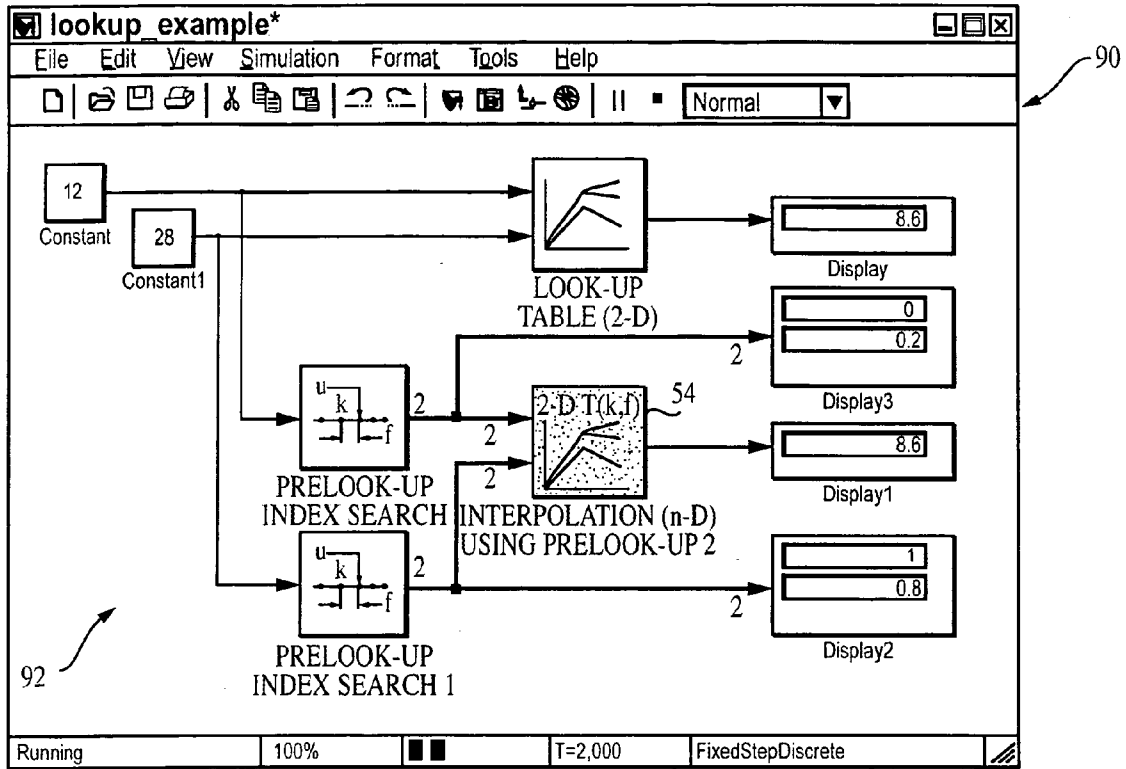 lookup_example*
File Edit View Simulation Format Tools Help
Normal
90
12
Constant
28
Constant1
LOOK-UP
TABLE (2-D)
8.6
Display
0
0.2
2
Display3
u
k
f
2
2
PRELOOK-UP
INDEX SEARCH
2-D T(k,f)
54
2
INTERPOLATION (n-D)
USING PRELOOK-UP 2
8.6
Display1
u
k
f
2
PRELOOK-UP
INDEX SEARCH 1
1
0.8
2
Display2
92
Running 100% T=2,000 FixedStepDiscrete